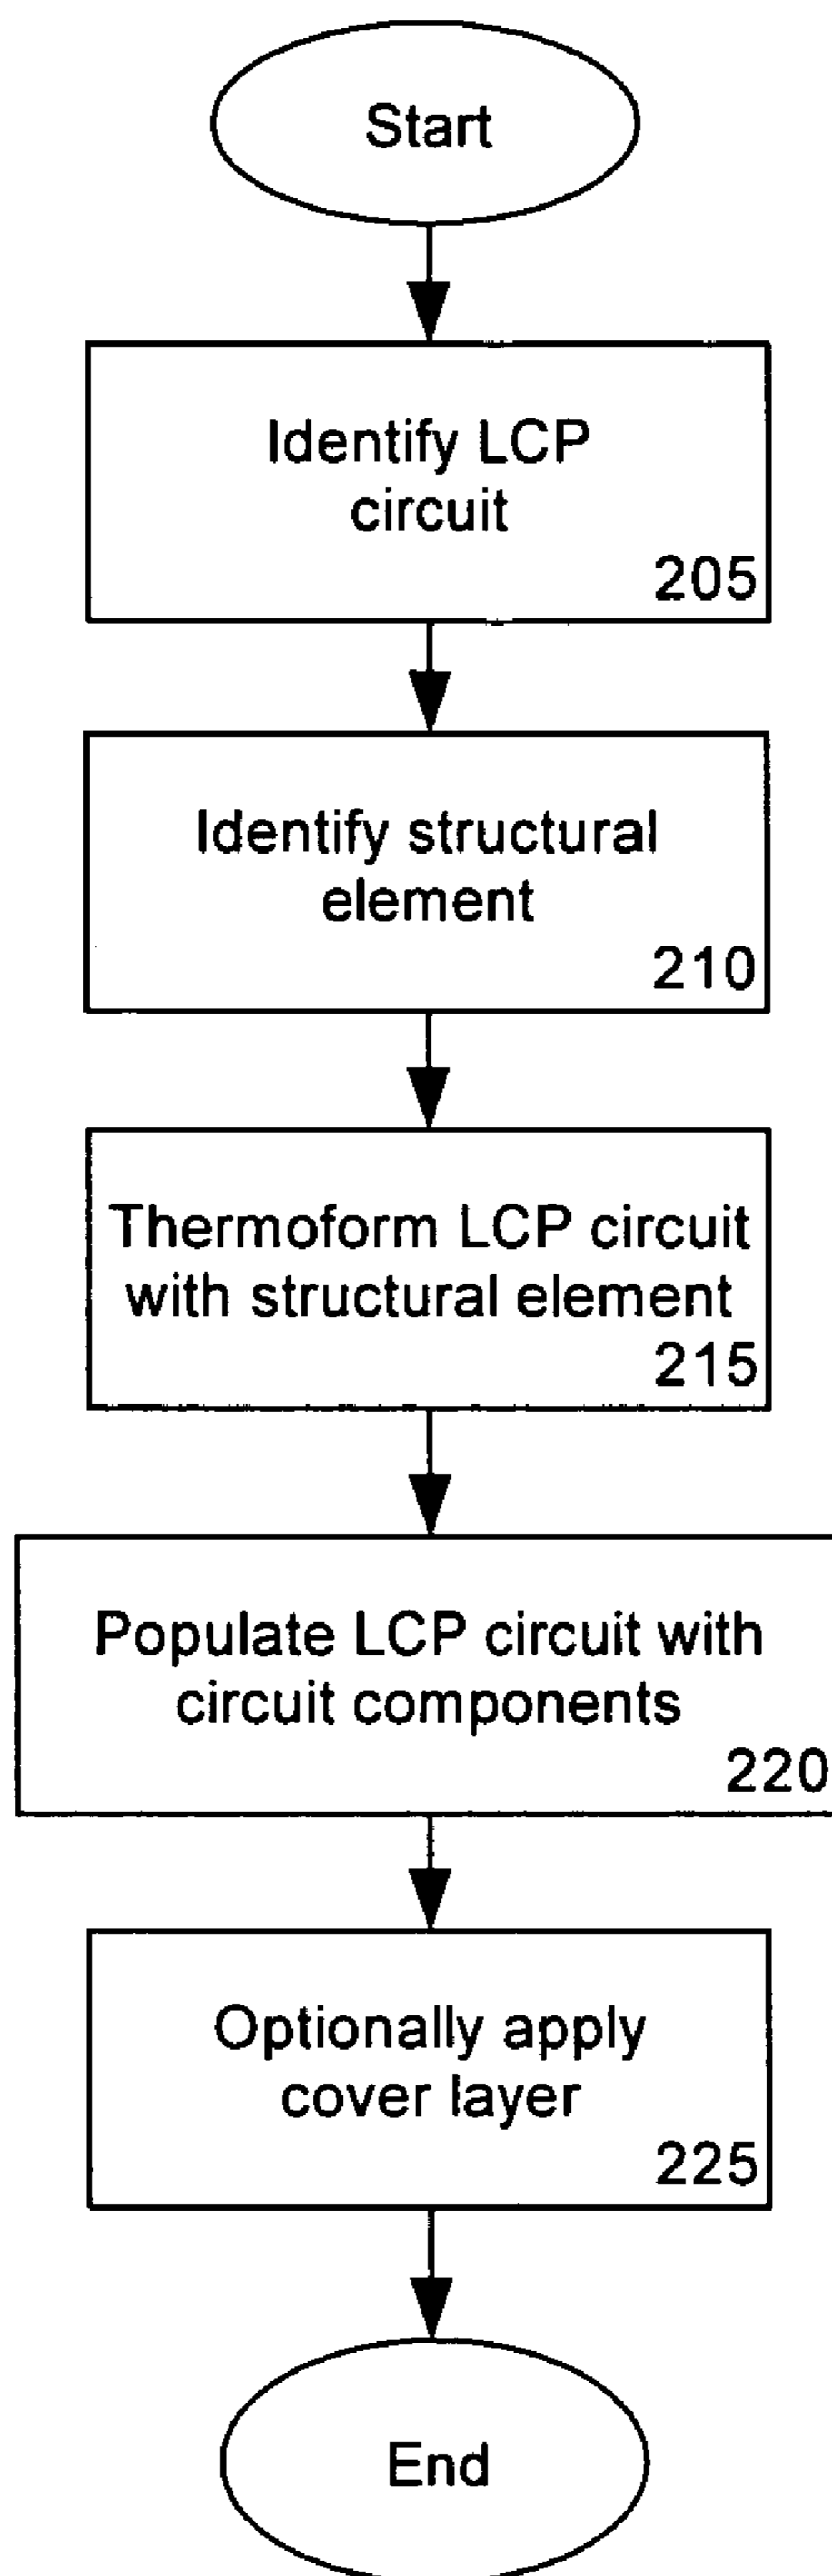 Start
Identify LCP
circuit
205
Identify structural
element
210
Thermoform LCP circuit
with structural element
215
Populate LCP circuit with
circuit components
220
Optionally apply
cover layer
225
End